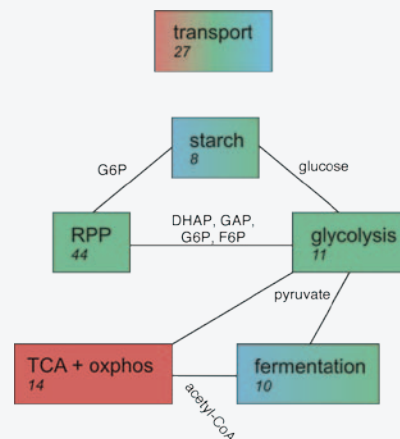 transport
27
starch
8
G6P
glucose
RPP
44
DHAP, GAP,
G6P, F6P
glycolysis
11
pyruvate
TCA + oxphos
14
acetyl-CoA
fermentation
10